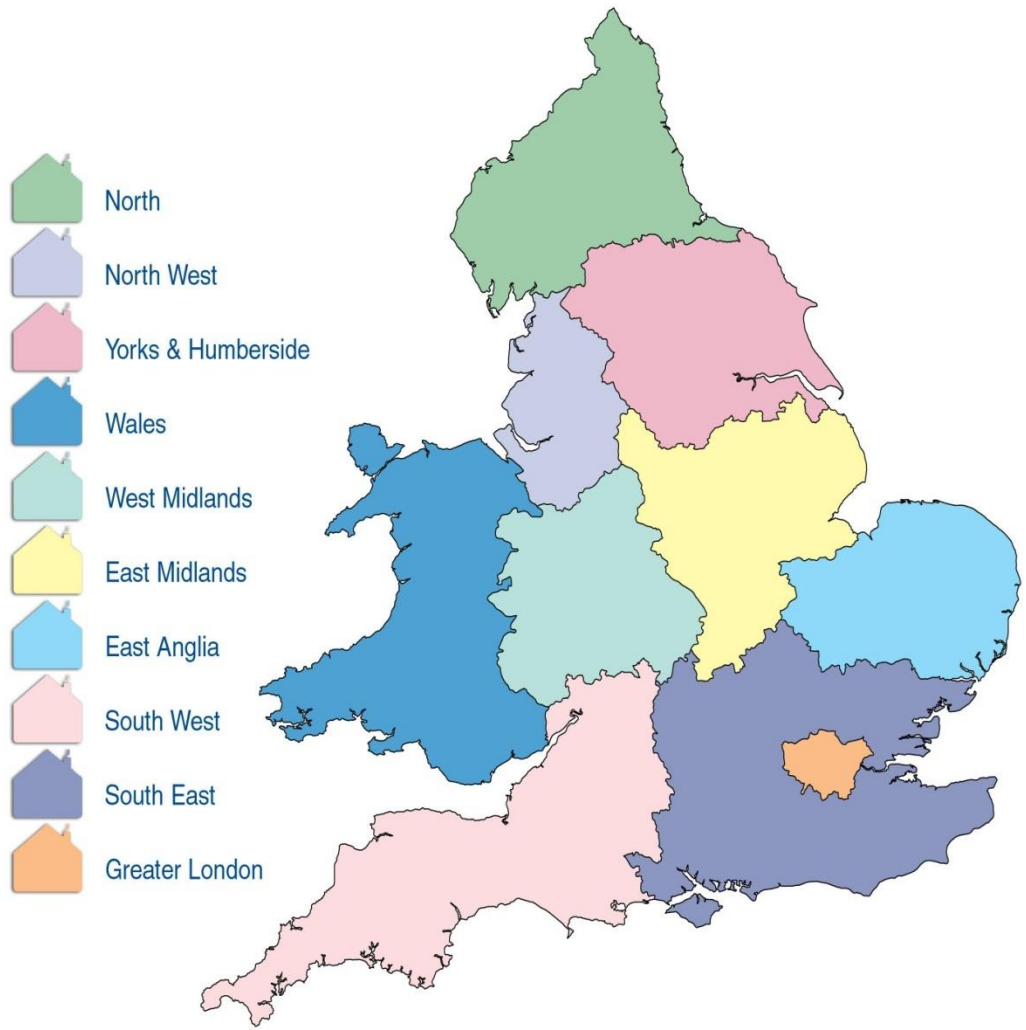 North
North West
Yorks & Humberside
Wales
West Midlands
East Midlands
East Anglia
South West
South East
Greater London